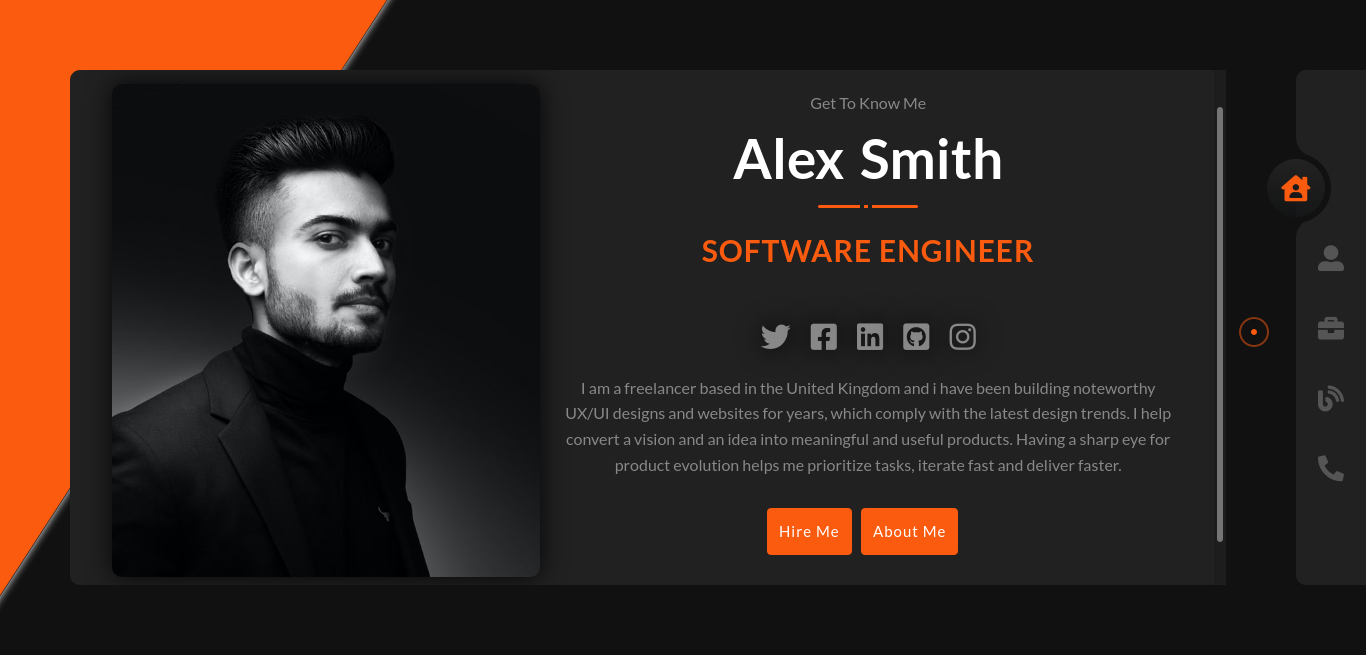 Get To Know Me
Alex Smith
SOFTWARE ENGINEER
I am a freelancer based in the United Kingdom and i have been building noteworthy
UX/UI designs and websites for years, which comply with the latest design trends. I help
convert a vision and an idea into meaningful and useful products. Having a sharp eye for
product evolution helps me prioritize tasks, iterate fast and deliver faster.
Hire Me
About Me